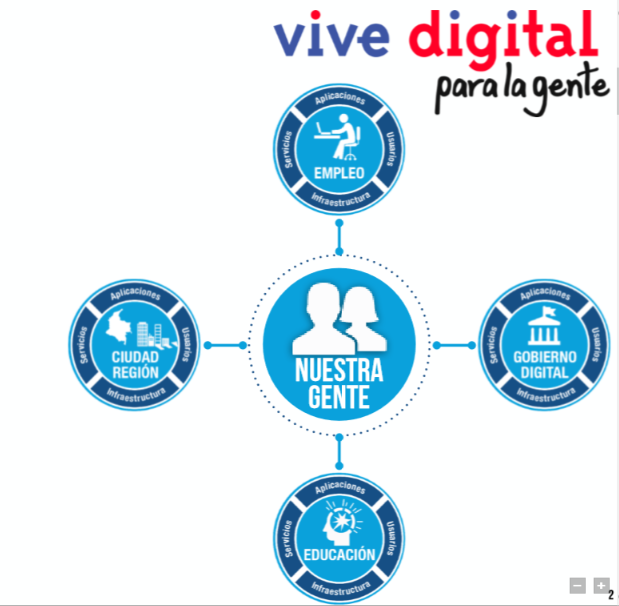 vive digital
para la gente
Aplicaciones
Servicios
Usuarios
EMPLEO
Infraestructura
Aplicaciones
Servicios
Usuarios
CIUDAD
REGIÓN
Infraestructura
NUESTRA
GENTE
Aplicaciones
Servicios
Usuarios
GOBIERNO
DIGITAL
Infraestructura
Aplicaciones
Servicios
Usuarios
EDUCACIÓN
Infraestructura
2